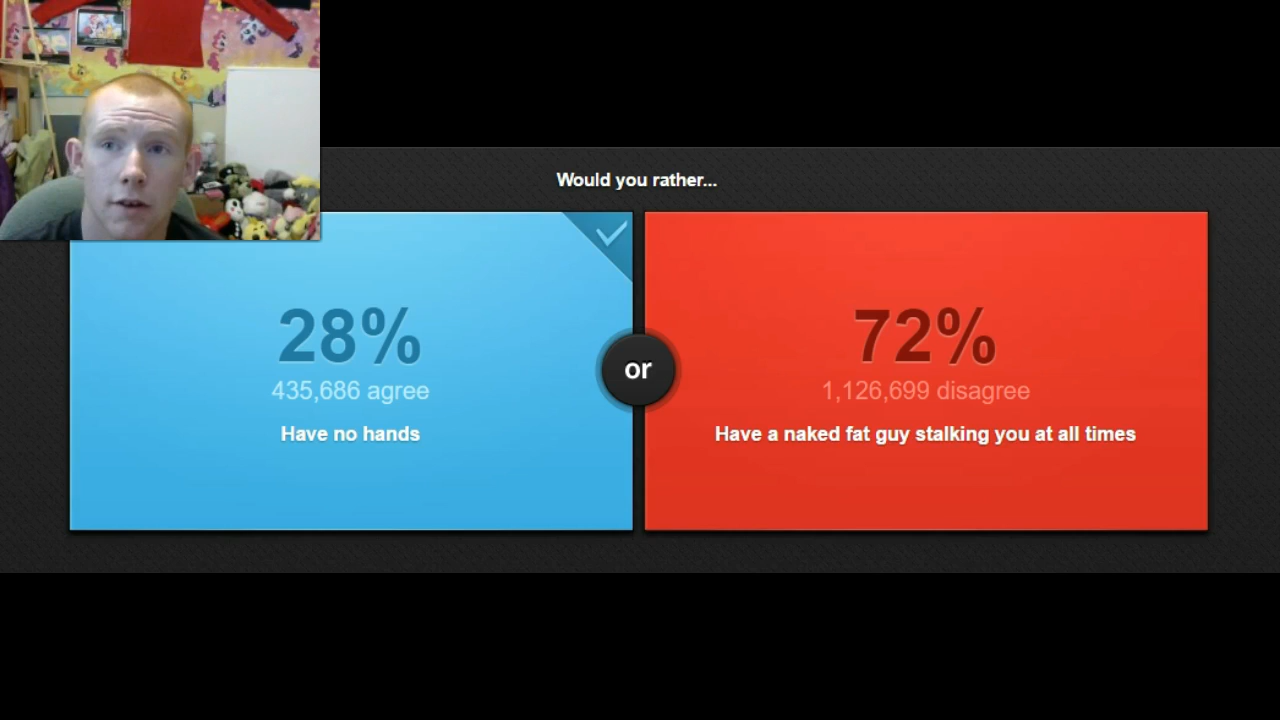 Would you rather...
28%
435,686 agree
Have no hands
or
72%
1,126,699 disagree
Have a naked fat guy stalking you at all times